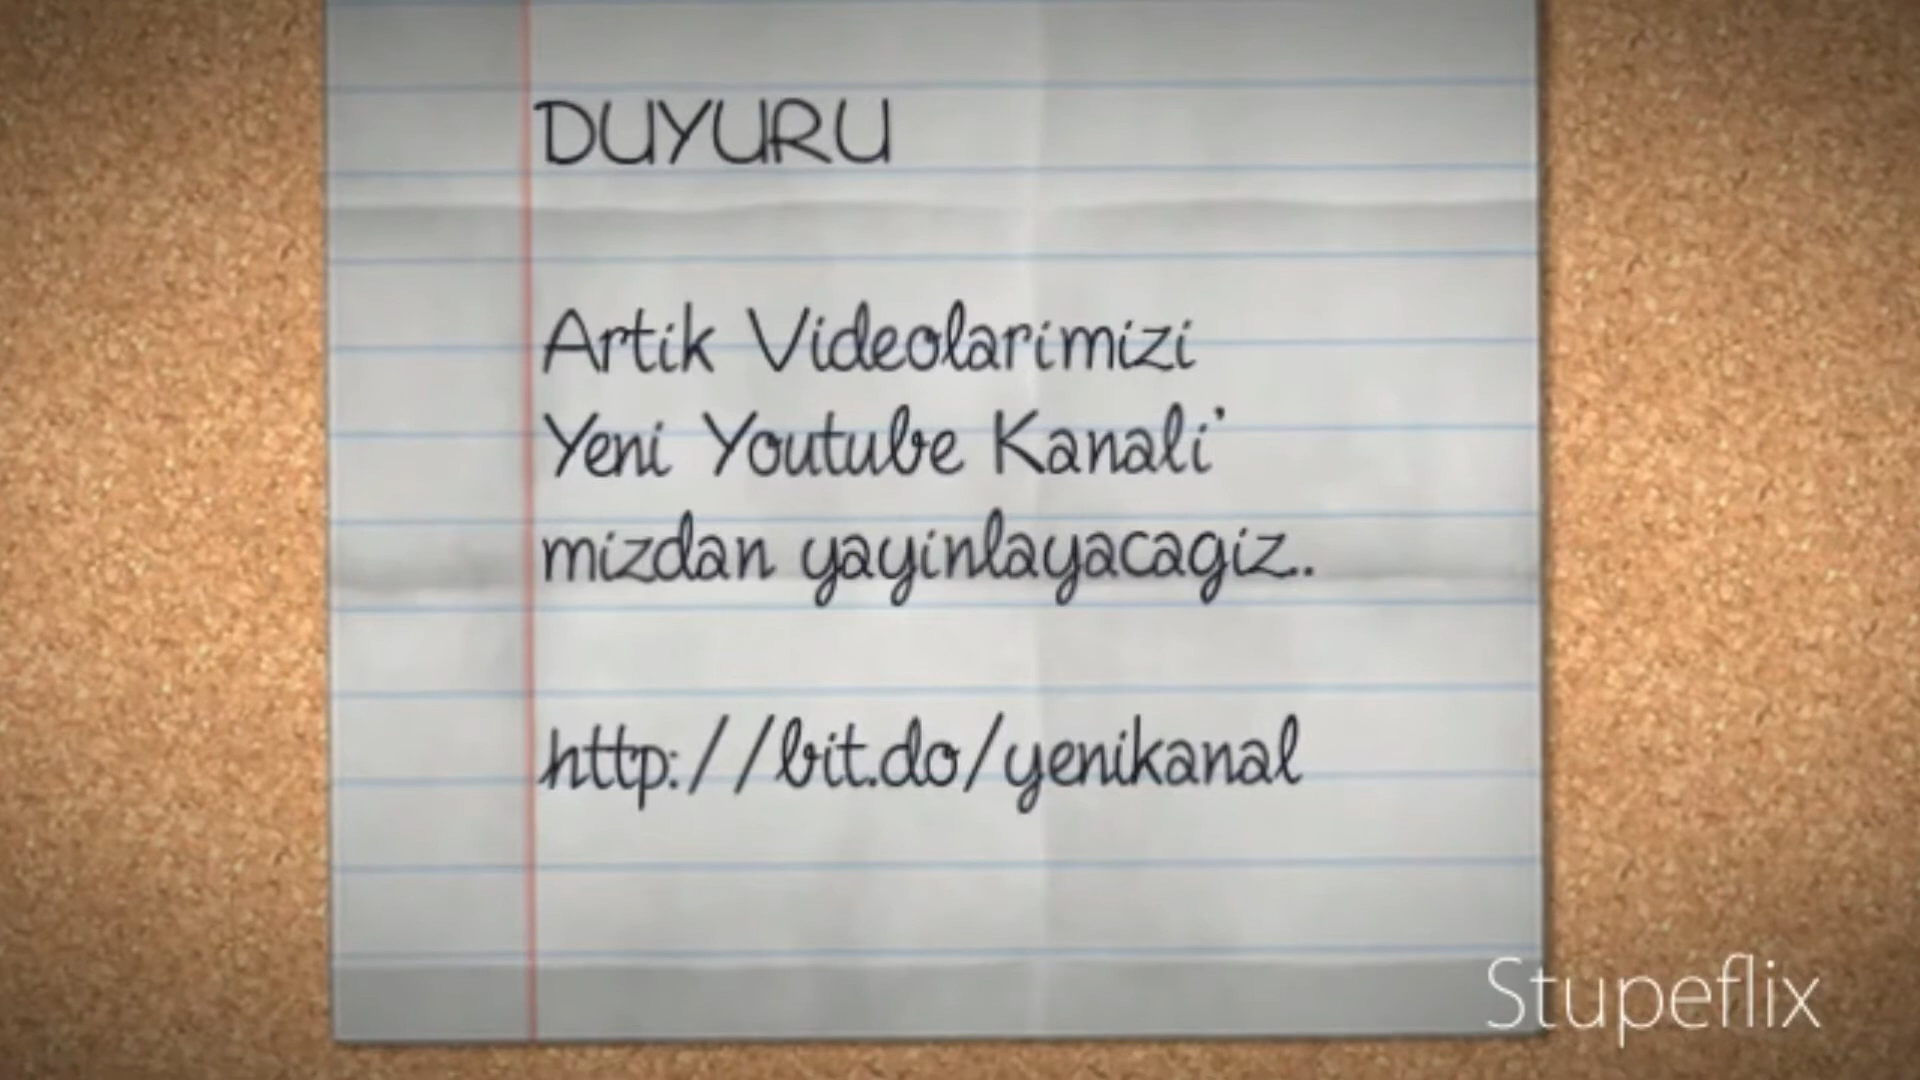 DUYURU
Artik Videolarimizi
Yeni Youtube Kanali'
mizdan yayinlayacagiz..
http://bit.do/yenikanal
Stupeflix